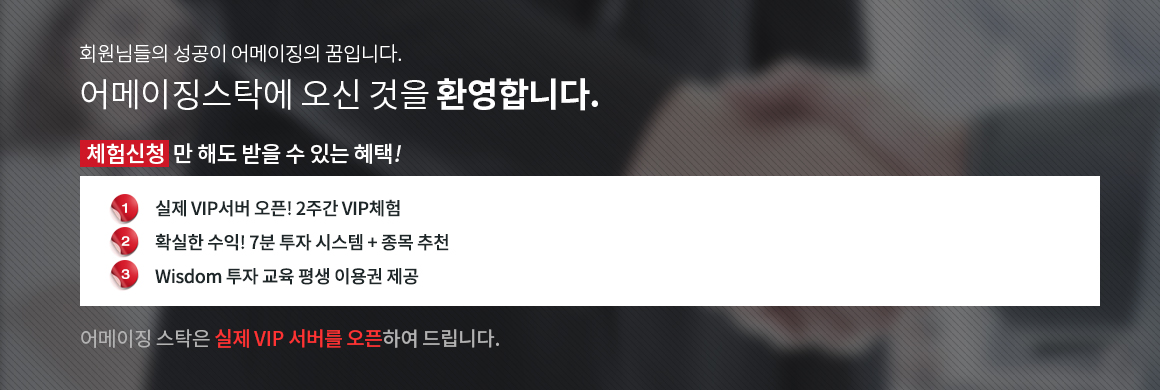 회원님들의 성공이 어메이징의 꿈입니다.
어메이징스탁에 오신 것을 환영합니다.
체험신청 만 해도 받을 수 있는 혜택!
1 실제 VIP서버 오픈! 2주간 VIP체험
2 확실한 수익! 7분 투자 시스템 + 종목 추천
3 Wisdom 투자 교육 평생 이용권 제공
어메이징 스탁은 실제 VIP 서버를 오픈하여 드립니다.